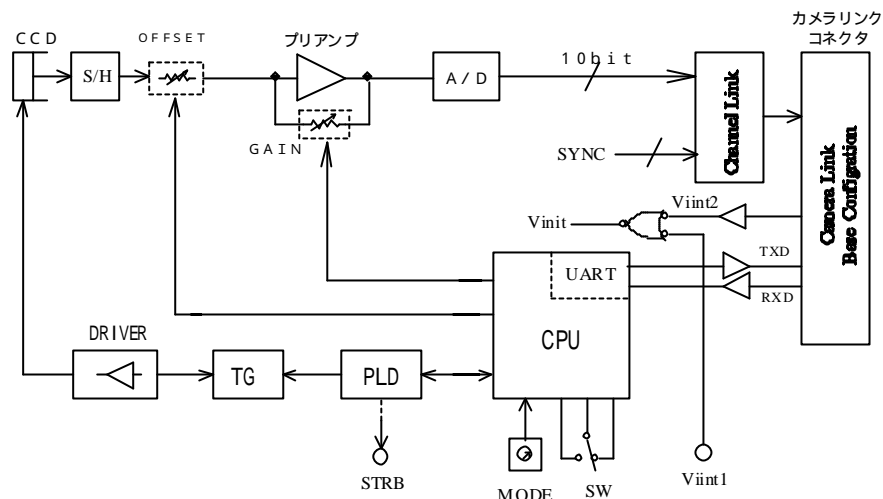 カメラリンク
コネクタ
CCD
OFFSET
プリアンプ
S/H
A/D
10bit
GAIN
SYNC
Channel Link
Camera Link
Base Configration
Viint2
Vinit
TXD
UART
RXD
CPU
DRIVER
TG
PLD
STRB
MODE
SW
Viint1